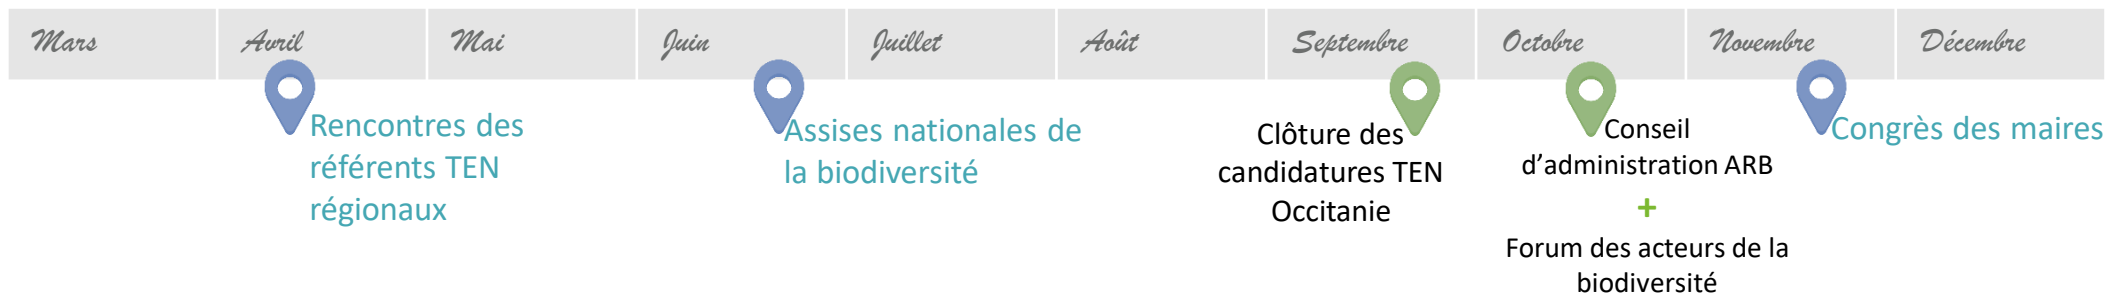 Mars Avril Mai Juin Juillet Août Septembre Octobre Novembre Décembre
Rencontres des
référents TEN
régionaux
Assises nationales de
la biodiversité
Clôture des
candidatures TEN
Occitanie
Conseil
d’administration ARB
+
Forum des acteurs de la
biodiversité
Congrès des maires